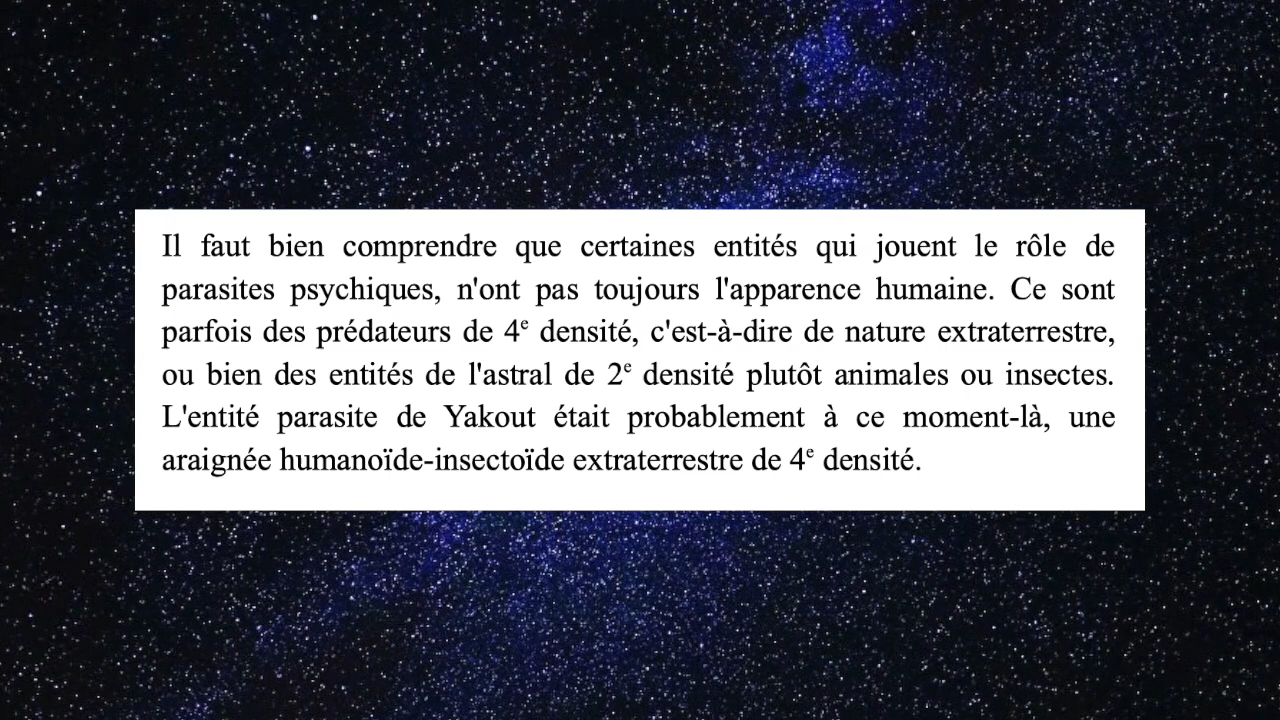 Il faut bien comprendre que certaines entités qui jouent le rôle de
parasites psychiques, n'ont pas toujours l'apparence humaine. Ce sont
parfois des prédateurs de 4ᵉ densité, c'est-à-dire de nature extraterrestre,
ou bien des entités de l'astral de 2ᵉ densité plutôt animales ou insectes.
L'entité parasite de Yakout était probablement à ce moment-là, une
araignée humanoïde-insectoïde extraterrestre de 4ᵉ densité.